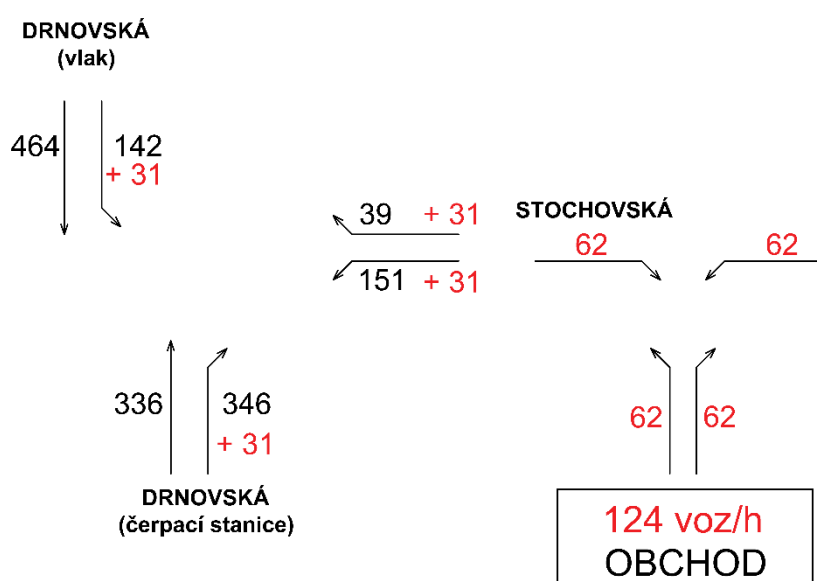 DRNOVSKÁ
(vlak)
464
142
+ 31
39 + 31
STOCHOVSKÁ
62
62
151 + 31
336
346
+ 31
62
62
DRNOVSKÁ
(čerpací stanice)
124 voz/h
OBCHOD